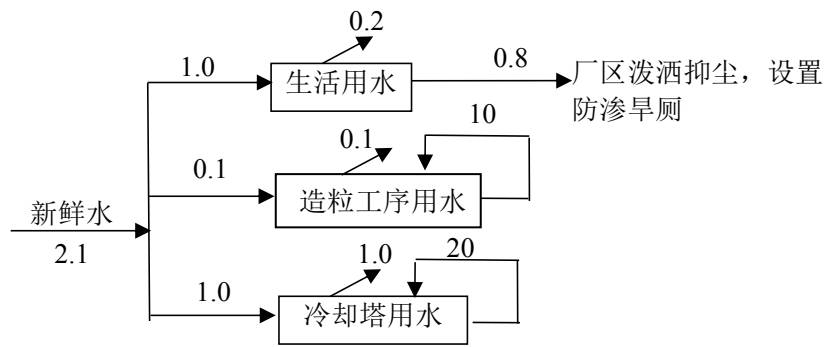 0.2
1.0
生活用水
0.8
厂区泼洒抑尘，设置
防渗旱厕
0.1
0.1
造粒工序用水
10
新鲜水
2.1
1.0
1.0
冷却塔用水
20